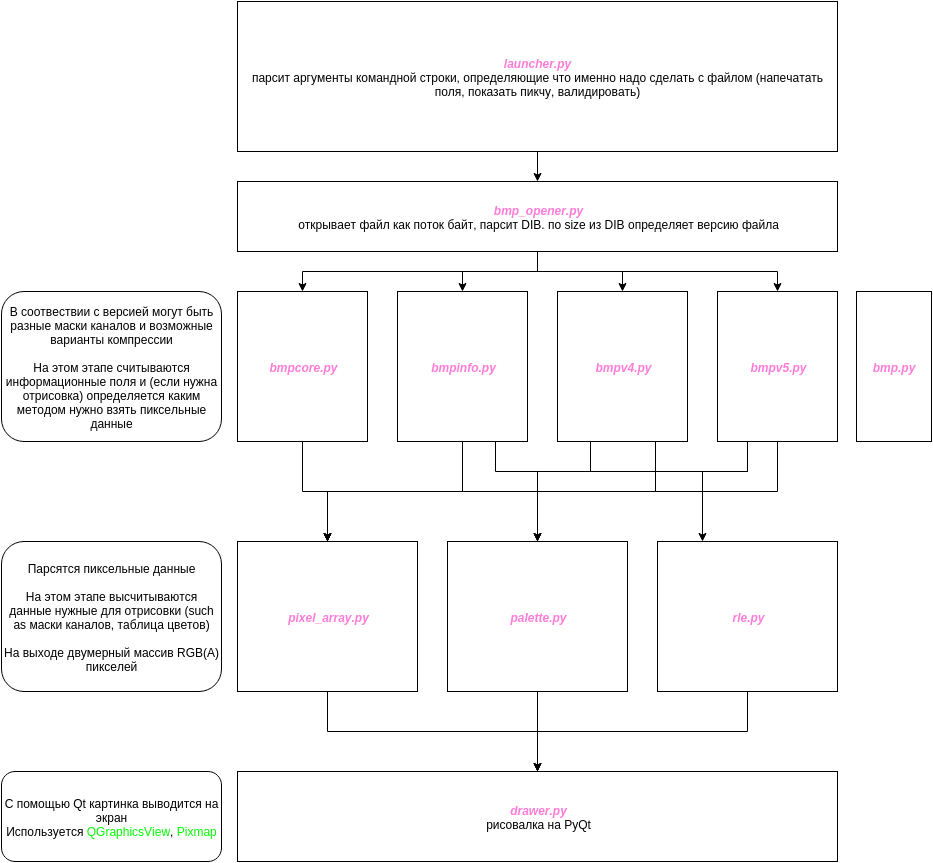 launcher.py
парсит аргументы командной строки, определяющие что именно надо сделать с файлом (напечатать
поля, показать пикчу, валидировать)
bmp_opener.py
открывает файл как поток байт, парсит DIB. по size из DIB определяет версию файла
В соотвествии с версией могут быть
разные маски каналов и возможные
варианты компрессии
На этом этапе считываются
информационные поля и (если нужна
отрисовка) определяется каким
методом нужно взять пиксельные
данные
bmpcore.py
bmpinfo.py
bmpv4.py
bmpv5.py
bmp.py
Парсятся пиксельные данные
На этом этапе высчитываются
данные нужные для отрисовки (such
as маски каналов, таблица цветов)
На выходе двумерный массив RGB(A)
пикселей
pixel_array.py
palette.py
rle.py
С помощью Qt картинка выводится на
экран
Используется QGraphicsView, Pixmap
drawer.py
рисовалка на PyQt